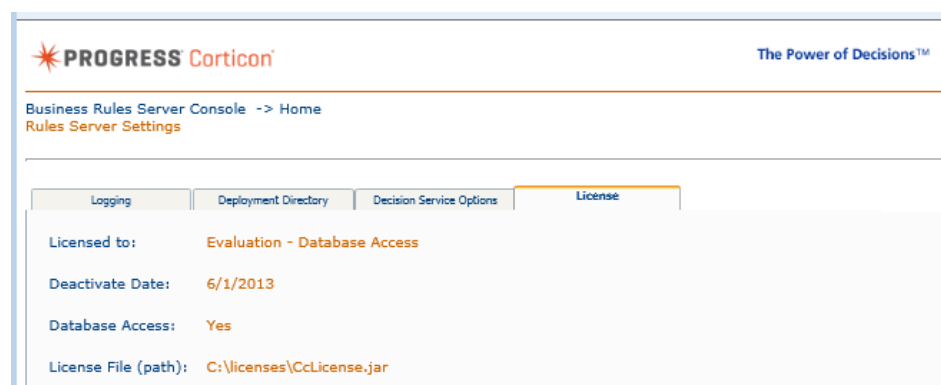 PROGRESS Corticon
The Power of Decisions™
Business Rules Server Console -> Home
Rules Server Settings
Logging Deployment Directory Decision Service Options License
Licensed to: Evaluation - Database Access
Deactivate Date: 6/1/2013
Database Access: Yes
License File (path): C:\licenses\CcLicense.jar